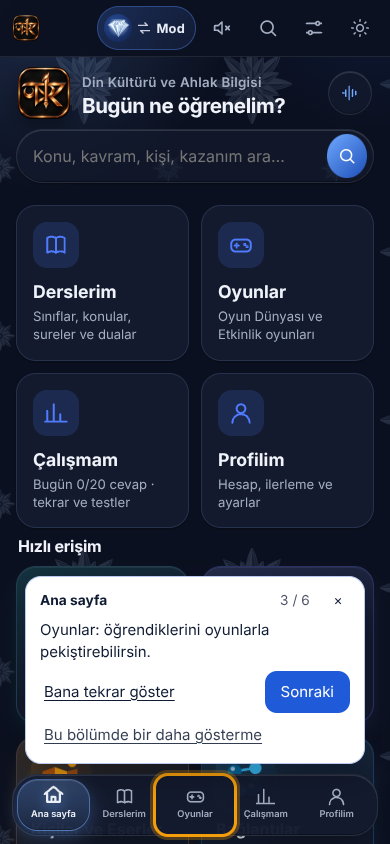 Mod
Din Kültürü ve Ahlak Bilgisi
Bugün ne öğrenelim?
Konu, kavram, kişi, kazanım ara...
Derslerim
Sınıflar, konular,
sureler ve dualar
Oyunlar
Oyun Dünyası ve
Etkinlik oyunları
Çalışmam
Bugün 0/20 cevap ·
tekrar ve testler
Profilim
Hesap, ilerleme ve
ayarlar
Hızlı erişim
Ana sayfa
3 / 6
×
Oyunlar: öğrendiklerini oyunlarla
pekiştirebilirsin.
Bana tekrar göster
Sonraki
Bu bölümde bir daha gösterme
Ana sayfa
Derslerim
Oyunlar
Çalışmam
Profilim